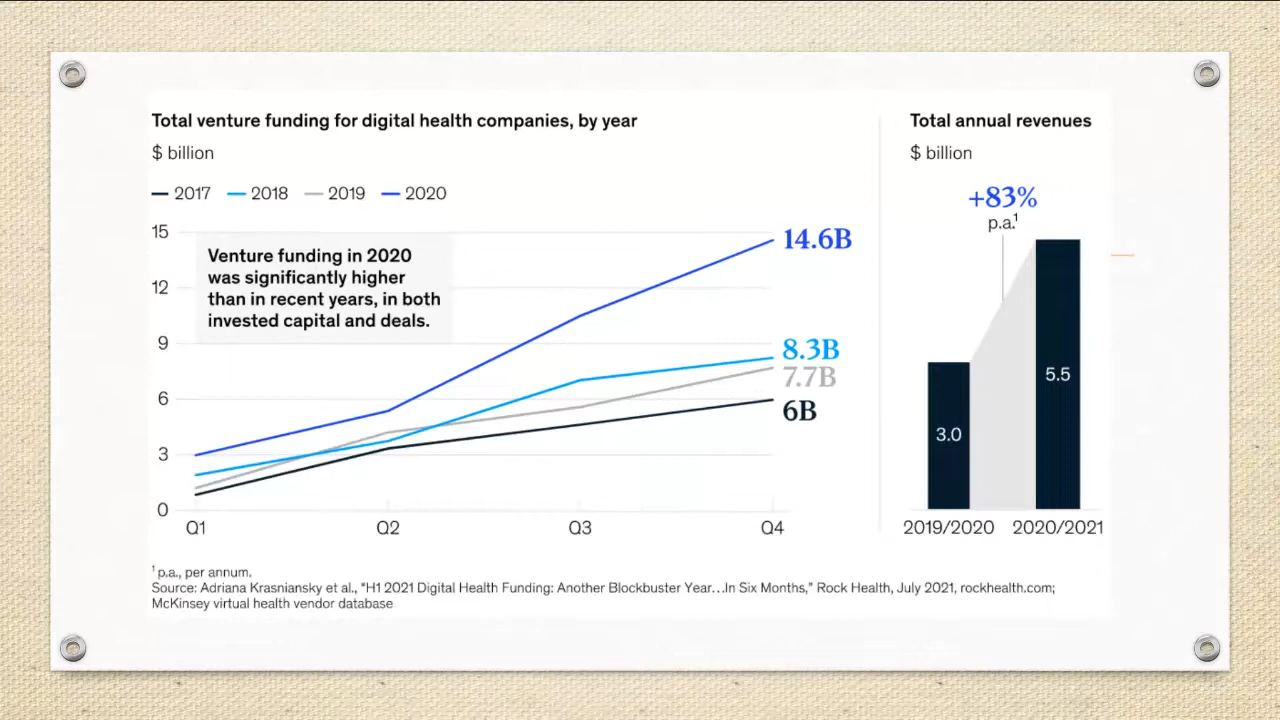 Total venture funding for digital health companies, by year
$ billion
2017 2018 2019 2020
15
12
9
6
3
0
Venture funding in 2020
was significantly higher
than in recent years, in both
invested capital and deals.
14.6B
8.3B
7.7B
6B
Q1 Q2 Q3 Q4
Total annual revenues
$ billion
+83%
p.a.¹
3.0
5.5
2019/2020 2020/2021
¹ p.a., per annum.
Source: Adriana Krasniansky et al., "H1 2021 Digital Health Funding: Another Blockbuster Year…In Six Months," Rock Health, July 2021, rockhealth.com;
McKinsey virtual health vendor database